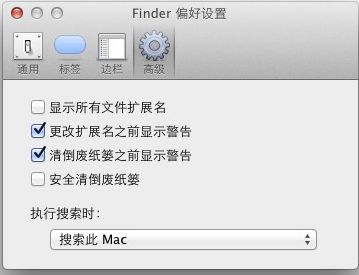 Finder 偏好设置
通用 标签 边栏 高级
显示所有文件扩展名
更改扩展名之前显示警告
清倒废纸篓之前显示警告
安全清倒废纸篓
执行搜索时：
搜索此 Mac